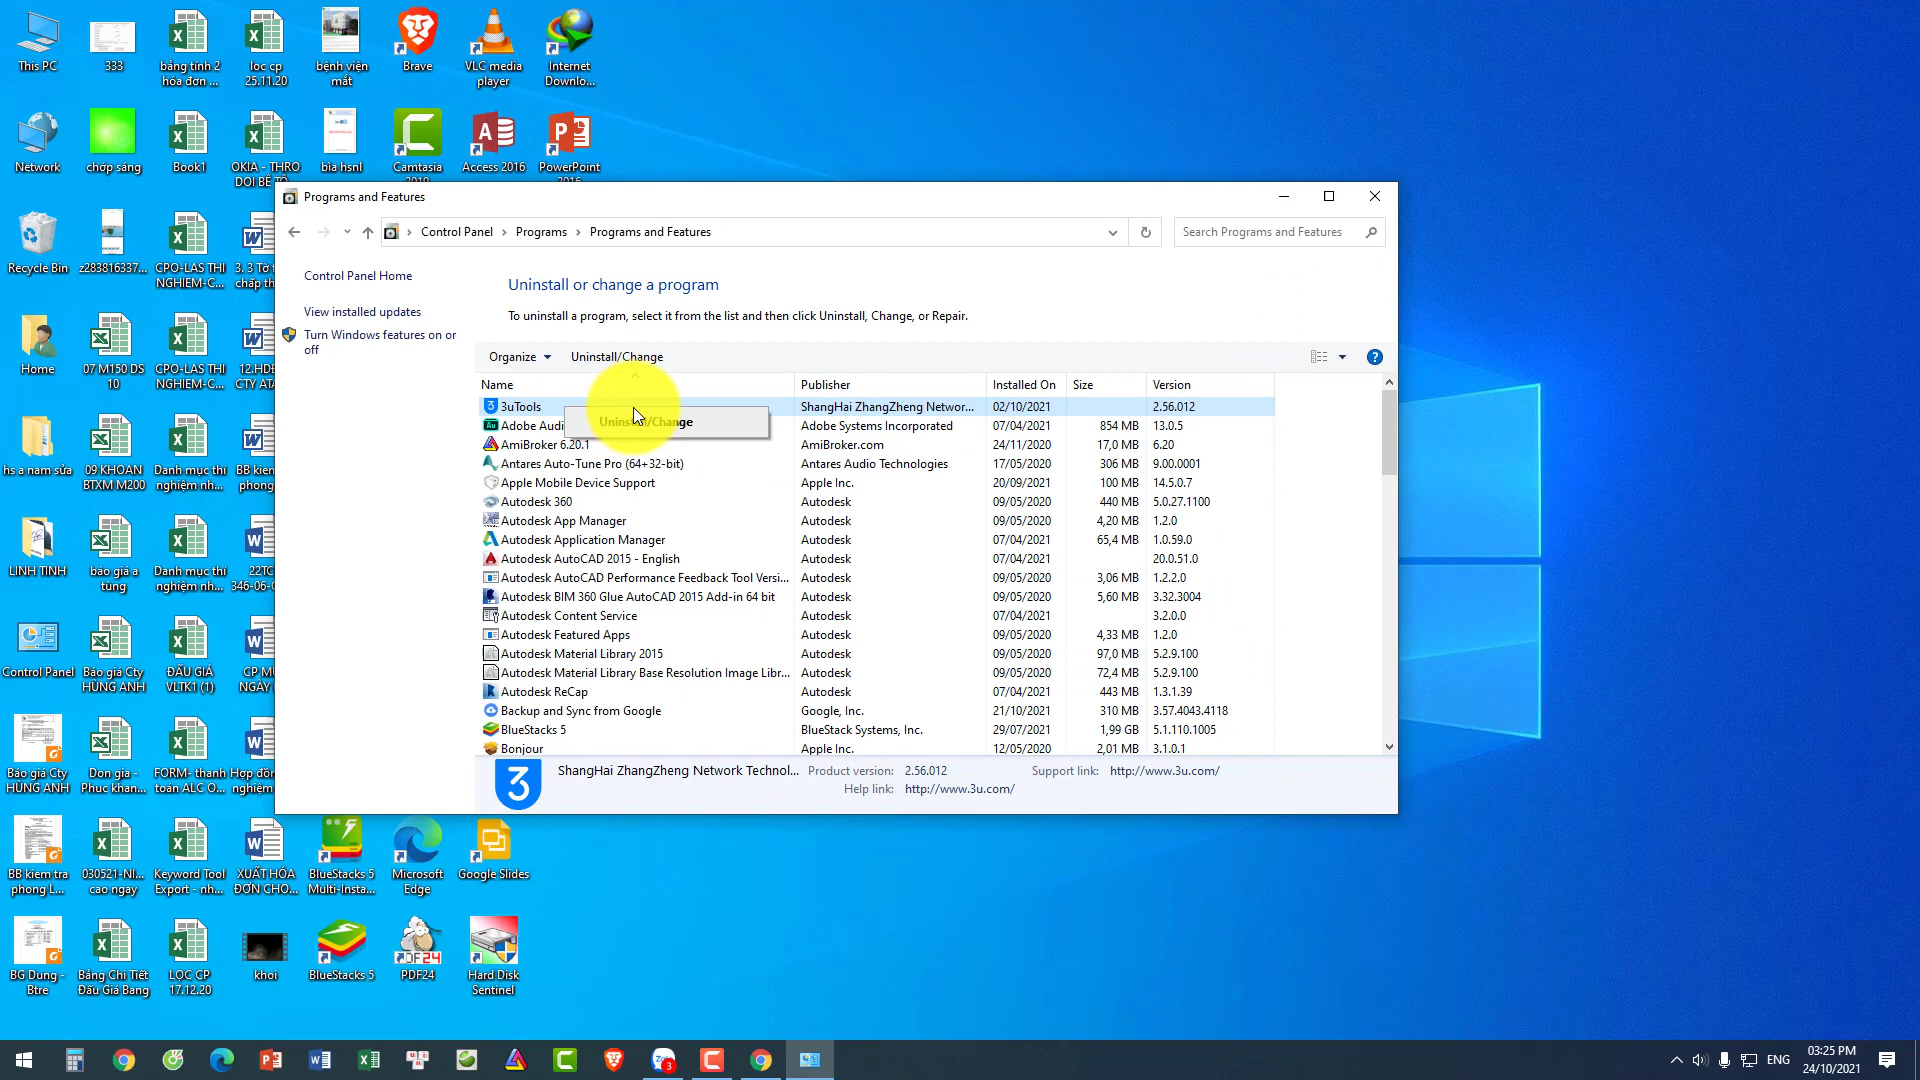 This PC
333
bảng tính 2
hóa đơn ...
loc cp
25.11.20
bệnh viện
mắt
Brave
VLC media
player
Internet
Downlo...
Network
chớp sáng
Book1
OKIA - THRO
DOI BÊ TÔ...
bìa hsnl
Camtasia
2019
Access 2016
PowerPoint
2016
Recycle Bin
z283816337...
CPO-LAS THI
NGHIEM-C...
3. 3 Tờ t
chấp th
Home
07 M150 DS
10
CPO-LAS THI
NGHIEM-C...
12.HDĐ
CTY ATA
hs a nam sửa
09 KHOAN
BTXM M200
Danh mục thi
nghiệm nh...
BB kiem
phong
LINH TINH
báo giá a
tùng
Danh mục thi
nghiệm nh...
22TC
346-06-C
Control Panel
Báo giá Cty
HÙNG ANH
ĐẤU GIÁ
VLTK1 (1)
CP MU
NGÀY
Báo giá Cty
HÙNG ANH
Don gia -
Phuc khan...
FORM- thanh
toán ALC O...
Hợp đồn
nghiệm
BB kiem tra
phong L...
030521-NI...
cao ngay
Keyword Tool
Export - nh...
XUẤT HÓA
ĐƠN CHO...
BlueStacks 5
Multi-Insta...
Microsoft
Edge
Google Slides
BG Dung -
Btre
Bảng Chi Tiết
Đấu Giá Bang
LỌC CP
17.12.20
khoi
BlueStacks 5
PDF24
Hard Disk
Sentinel
Programs and Features
Control Panel > Programs > Programs and Features
Search Programs and Features
Control Panel Home
View installed updates
Turn Windows features on or
off
Uninstall or change a program
To uninstall a program, select it from the list and then click Uninstall, Change, or Repair.
Organize Uninstall/Change
Name Publisher Installed On Size Version
3uTools ShangHai ZhangZheng Networ... 02/10/2021 2.56.012
Uninstall/Change
Adobe Audi Adobe Systems Incorporated 07/04/2021 854 MB 13.0.5
AmiBroker 6.20.1 AmiBroker.com 24/11/2020 17,0 MB 6.20
Antares Auto-Tune Pro (64+32-bit) Antares Audio Technologies 17/05/2020 306 MB 9.00.0001
Apple Mobile Device Support Apple Inc. 20/09/2021 100 MB 14.5.0.7
Autodesk 360 Autodesk 09/05/2020 440 MB 5.0.27.1100
Autodesk App Manager Autodesk 09/05/2020 4,20 MB 1.2.0
Autodesk Application Manager Autodesk 07/04/2021 65,4 MB 1.0.59.0
Autodesk AutoCAD 2015 - English Autodesk 07/04/2021 20.0.51.0
Autodesk AutoCAD Performance Feedback Tool Versi... Autodesk 09/05/2020 3,06 MB 1.2.2.0
Autodesk BIM 360 Glue AutoCAD 2015 Add-in 64 bit Autodesk 09/05/2020 5,60 MB 3.32.3004
Autodesk Content Service Autodesk 07/04/2021 3.2.0.0
Autodesk Featured Apps Autodesk 09/05/2020 4,33 MB 1.2.0
Autodesk Material Library 2015 Autodesk 09/05/2020 97,0 MB 5.2.9.100
Autodesk Material Library Base Resolution Image Libr... Autodesk 09/05/2020 72,4 MB 5.2.9.100
Autodesk ReCap Autodesk 07/04/2021 443 MB 1.3.1.39
Backup and Sync from Google Google, Inc. 21/10/2021 310 MB 3.57.4043.4118
BlueStacks 5 BlueStack Systems, Inc. 29/07/2021 1,99 GB 5.1.110.1005
Bonjour Apple Inc. 12/05/2020 2,01 MB 3.1.0.1
ShangHai ZhangZheng Network Technol... Product version: 2.56.012 Support link: http://www.3u.com/
Help link: http://www.3u.com/
ENG
03:25 PM
24/10/2021